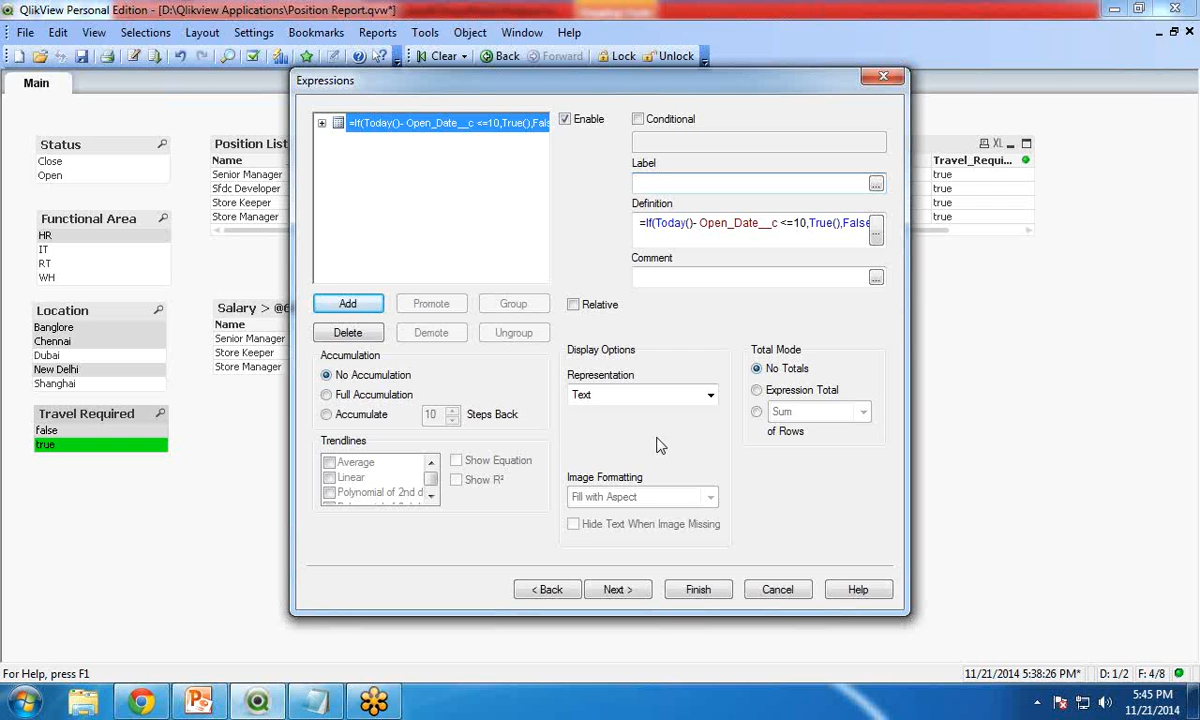 QlikView Personal Edition - [D:\Qlikview Applications\Position Report.qvw*]
File Edit View Selections Layout Settings Bookmarks Reports Tools Object Window Help
Clear Back Forward Lock Unlock
Main
Status
Close
Open
Functional Area
HR
IT
RT
WH
Location
Banglore
Chennai
Dubai
New Delhi
Shanghai
Travel Required
false
true
Position List
Name
Senior Manager
Sfdc Developer
Store Keeper
Store Manager
Salary > @6
Name
Senior Manager
Store Keeper
Store Manager
XL
Travel_Requi...
true
true
true
true
Expressions
=If(Today()- Open_Date__c <=10,True(),Fals
Enable
Conditional
Label
...
Definition
=If(Today()- Open_Date__c <=10,True(),False
...
Comment
...
Add Promote Group
Delete Demote Ungroup
Relative
Accumulation
No Accumulation
Full Accumulation
Accumulate 10 Steps Back
Trendlines
Average
Linear
Polynomial of 2nd d
Show Equation
Show R²
Display Options
Representation
Text
Image Formatting
Fill with Aspect
Hide Text When Image Missing
Total Mode
No Totals
Expression Total
Sum
of Rows
< Back Next > Finish Cancel Help
For Help, press F1
11/21/2014 5:38:26 PM* D: 1/2 F: 4/8
5:45 PM
11/21/2014